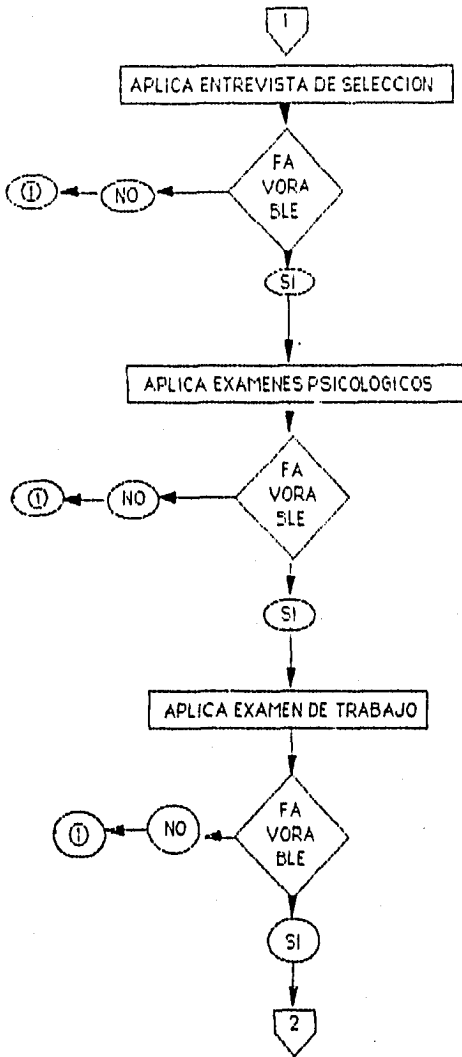 1
APLICA ENTREVISTA DE SELECCION
FA
VORA
BLE
① NO
SI
APLICA EXAMENES PSICOLOGICOS
FA
VORA
BLE
① NO
SI
APLICA EXAMEN DE TRABAJO
FA
VORA
BLE
① NO
SI
2